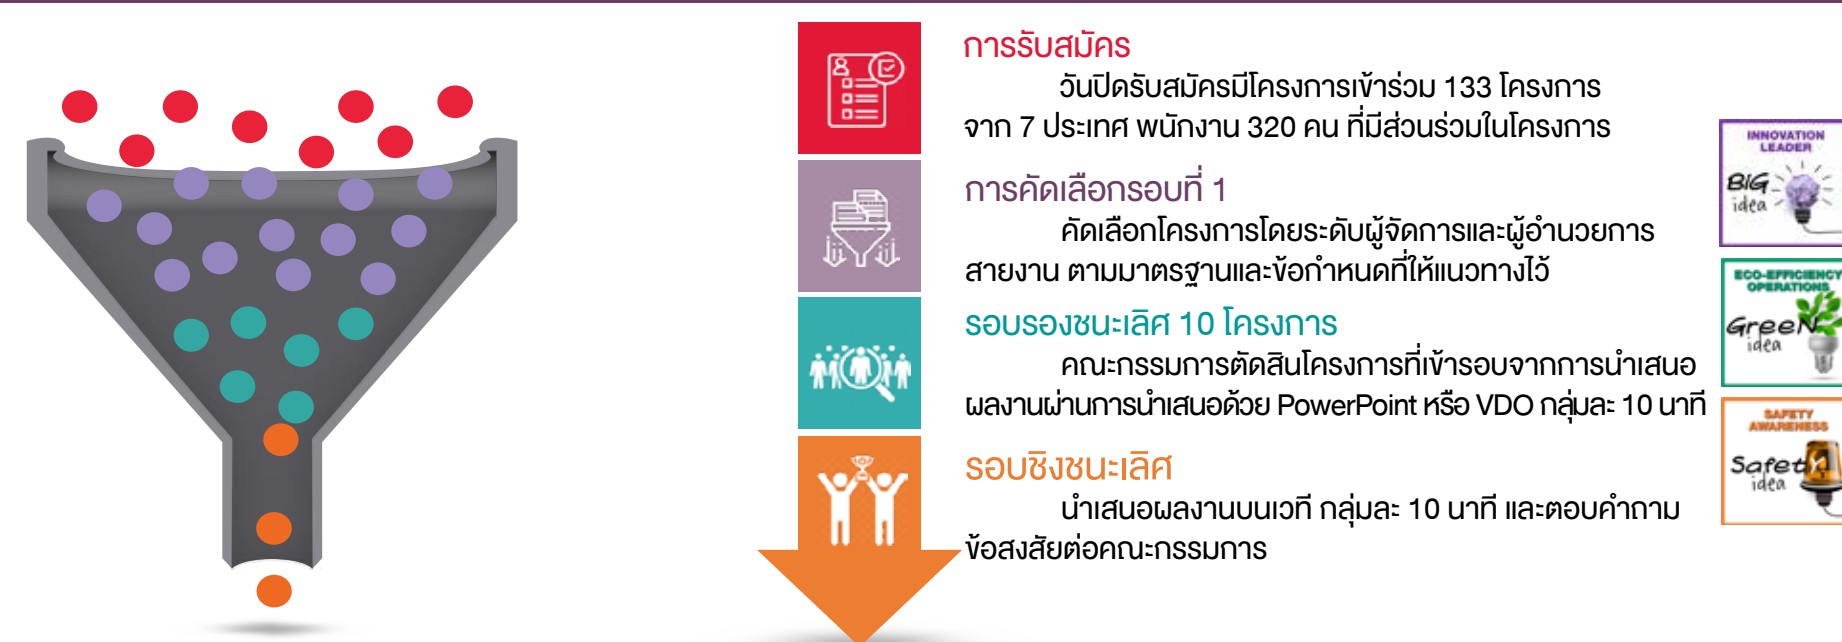 การรับสมัคร
วันปิดรับสมัครมีโครงการเข้าร่วม 133 โครงการ
จาก 7 ประเทศ พนักงาน 320 คน ที่มีส่วนร่วมในโครงการ
การคัดเลือกรอบที่ 1
คัดเลือกโครงการโดยระดับผู้จัดการและผู้อำนวยการ
สายงาน ตามมาตรฐานและข้อกำหนดที่ให้แนวทางไว้
รอบรองชนะเลิศ 10 โครงการ
คณะกรรมการตัดสินโครงการที่เข้ารอบจากการนำเสนอ
ผลงานผ่านการนำเสนอด้วย PowerPoint หรือ VDO กลุ่มละ 10 นาที
รอบชิงชนะเลิศ
นำเสนอผลงานบนเวที กลุ่มละ 10 นาที และตอบคำถาม
ข้อสงสัยต่อคณะกรรมการ
INNOVATION
LEADER
BIG
idea
ECO-EFFICIENCY
OPERATIONS
GreeN
idea
SAFETY
AWARENESS
Safety
idea